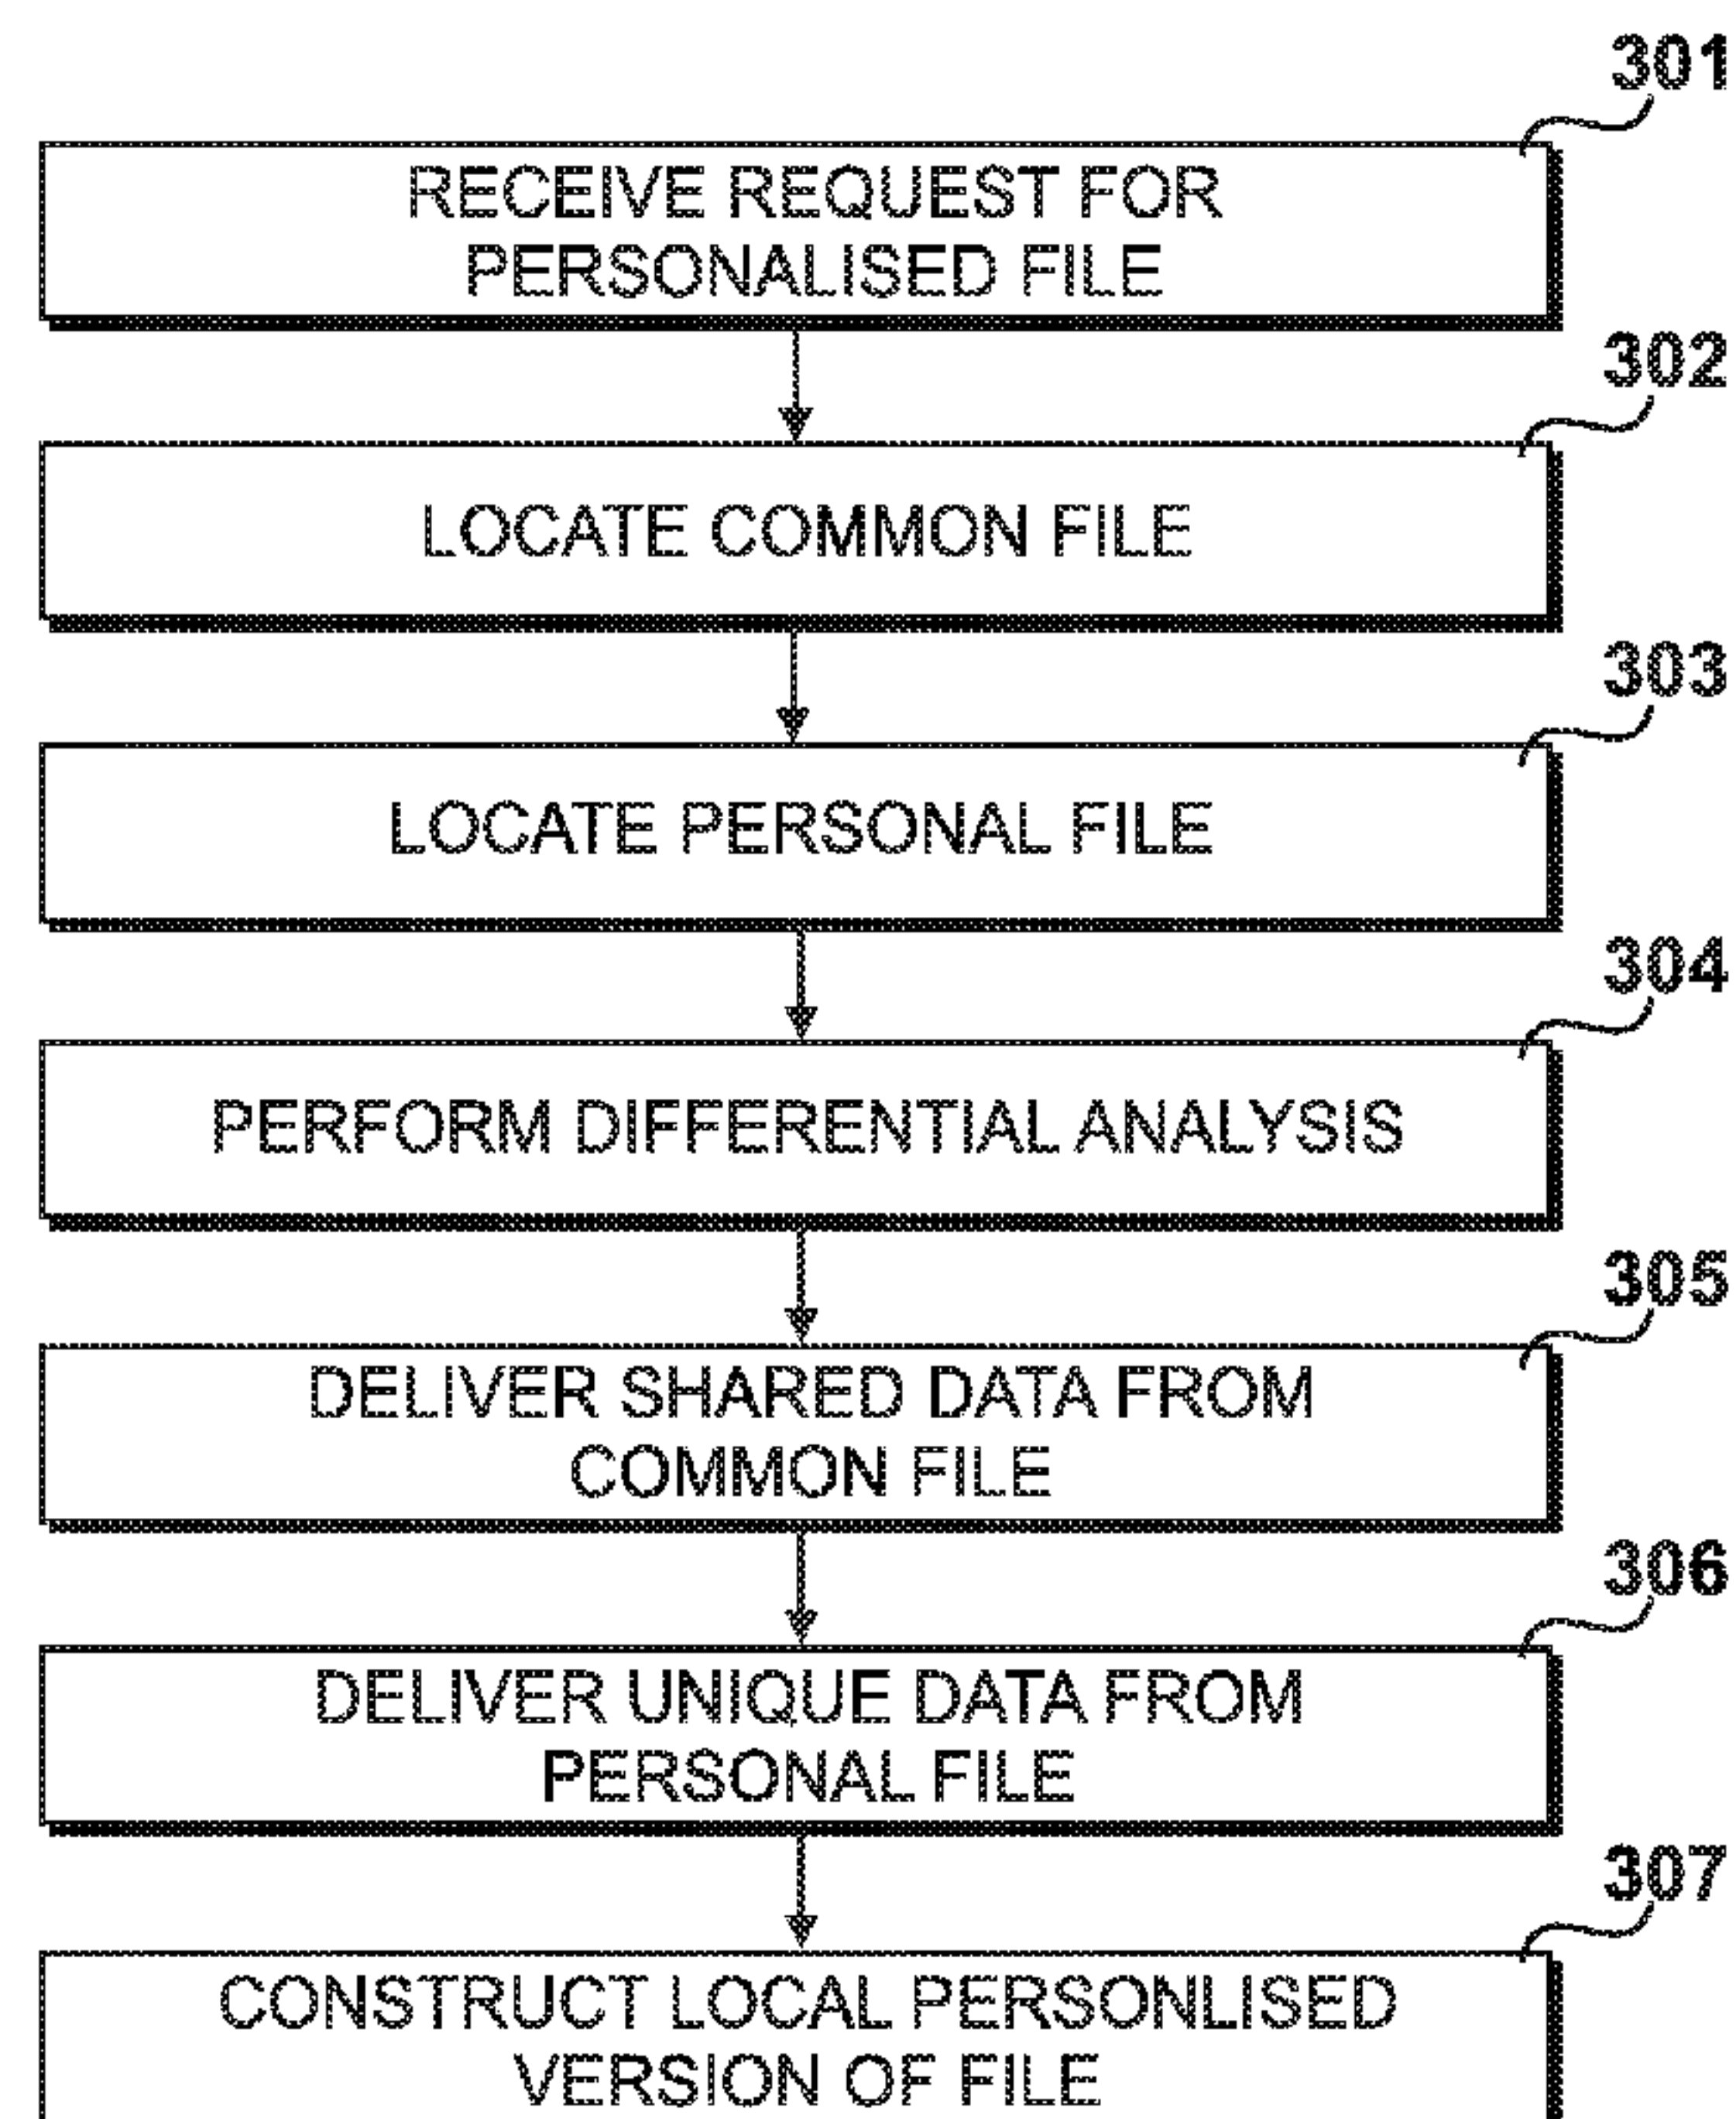 301
RECEIVE REQUEST FOR
PERSONALISED FILE
302
LOCATE COMMON FILE
303
LOCATE PERSONAL FILE
304
PERFORM DIFFERENTIAL ANALYSIS
305
DELIVER SHARED DATA FROM
COMMON FILE
306
DELIVER UNIQUE DATA FROM
PERSONAL FILE
307
CONSTRUCT LOCAL PERSONLISED
VERSION OF FILE